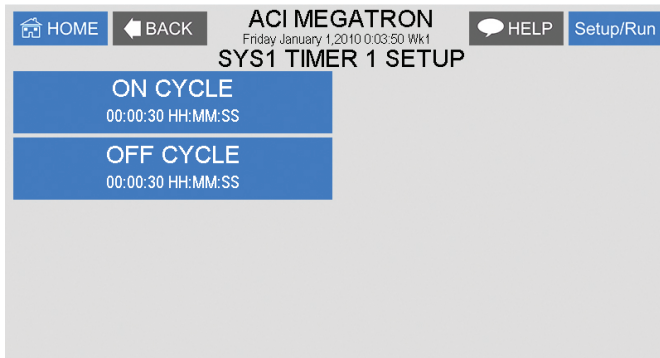 HOME BACK ACI MEGATRON HELP Setup/Run
Friday January 1,2010 0:03:50 Wk1
SYS1 TIMER 1 SETUP
ON CYCLE
00:00:30 HH:MM:SS
OFF CYCLE
00:00:30 HH:MM:SS